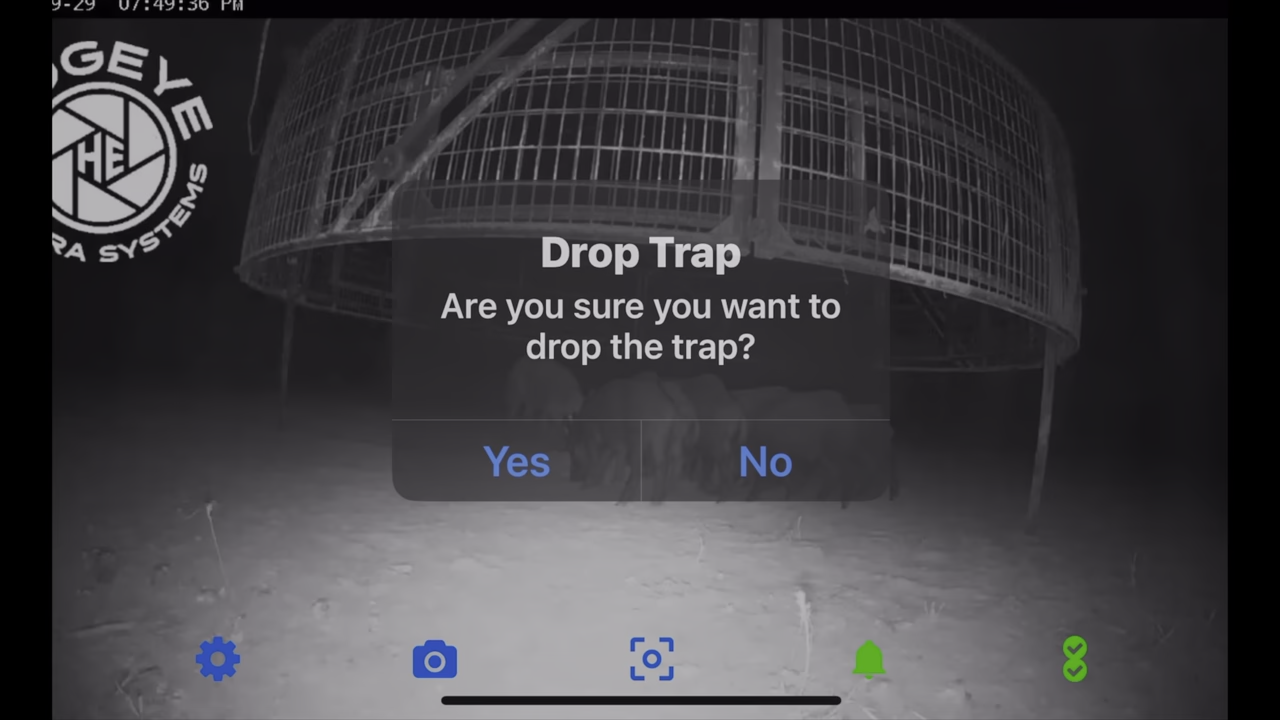 9-29 07:49:36 PM
OGEYE
HE
RA SYSTEMS
Drop Trap
Are you sure you want to
drop the trap?
Yes
No